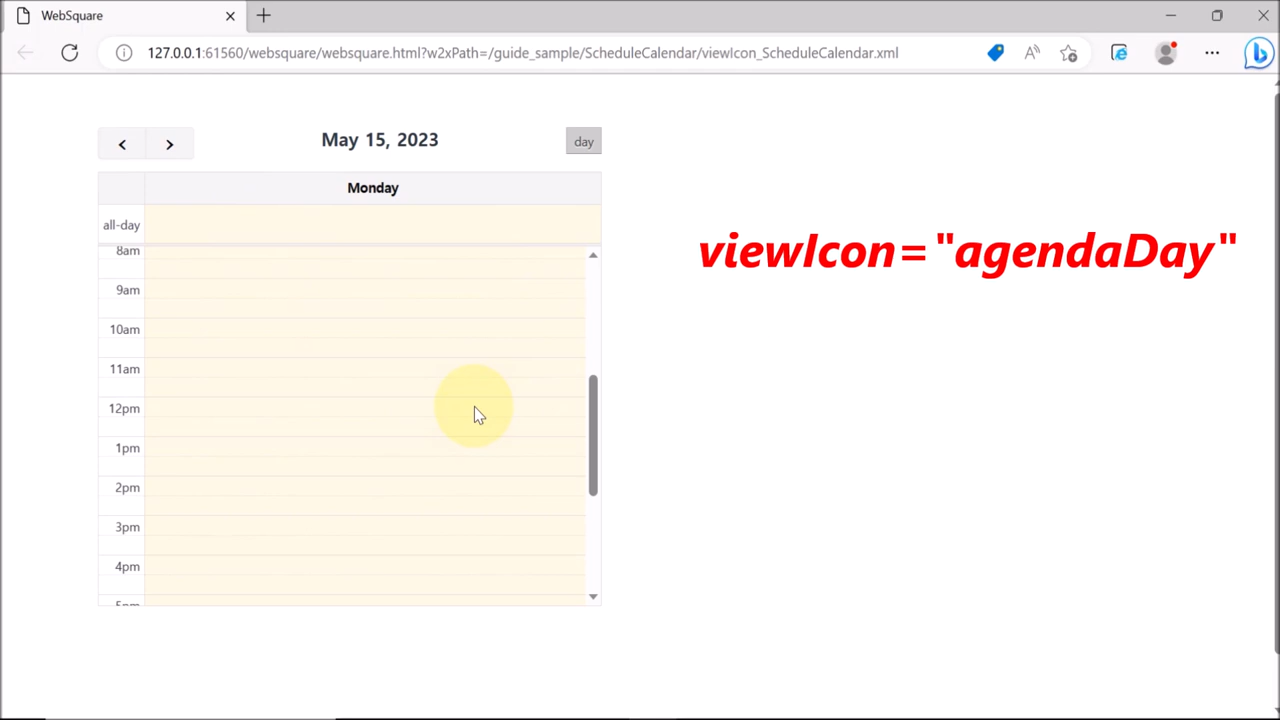 WebSquare
127.0.0.1:61560/websquare/websquare.html?w2xPath=/guide_sample/ScheduleCalendar/viewIcon_ScheduleCalendar.xml
May 15, 2023
day
Monday
all-day
8am
9am
10am
11am
12pm
1pm
2pm
3pm
4pm
5pm
viewIcon="agendaDay"